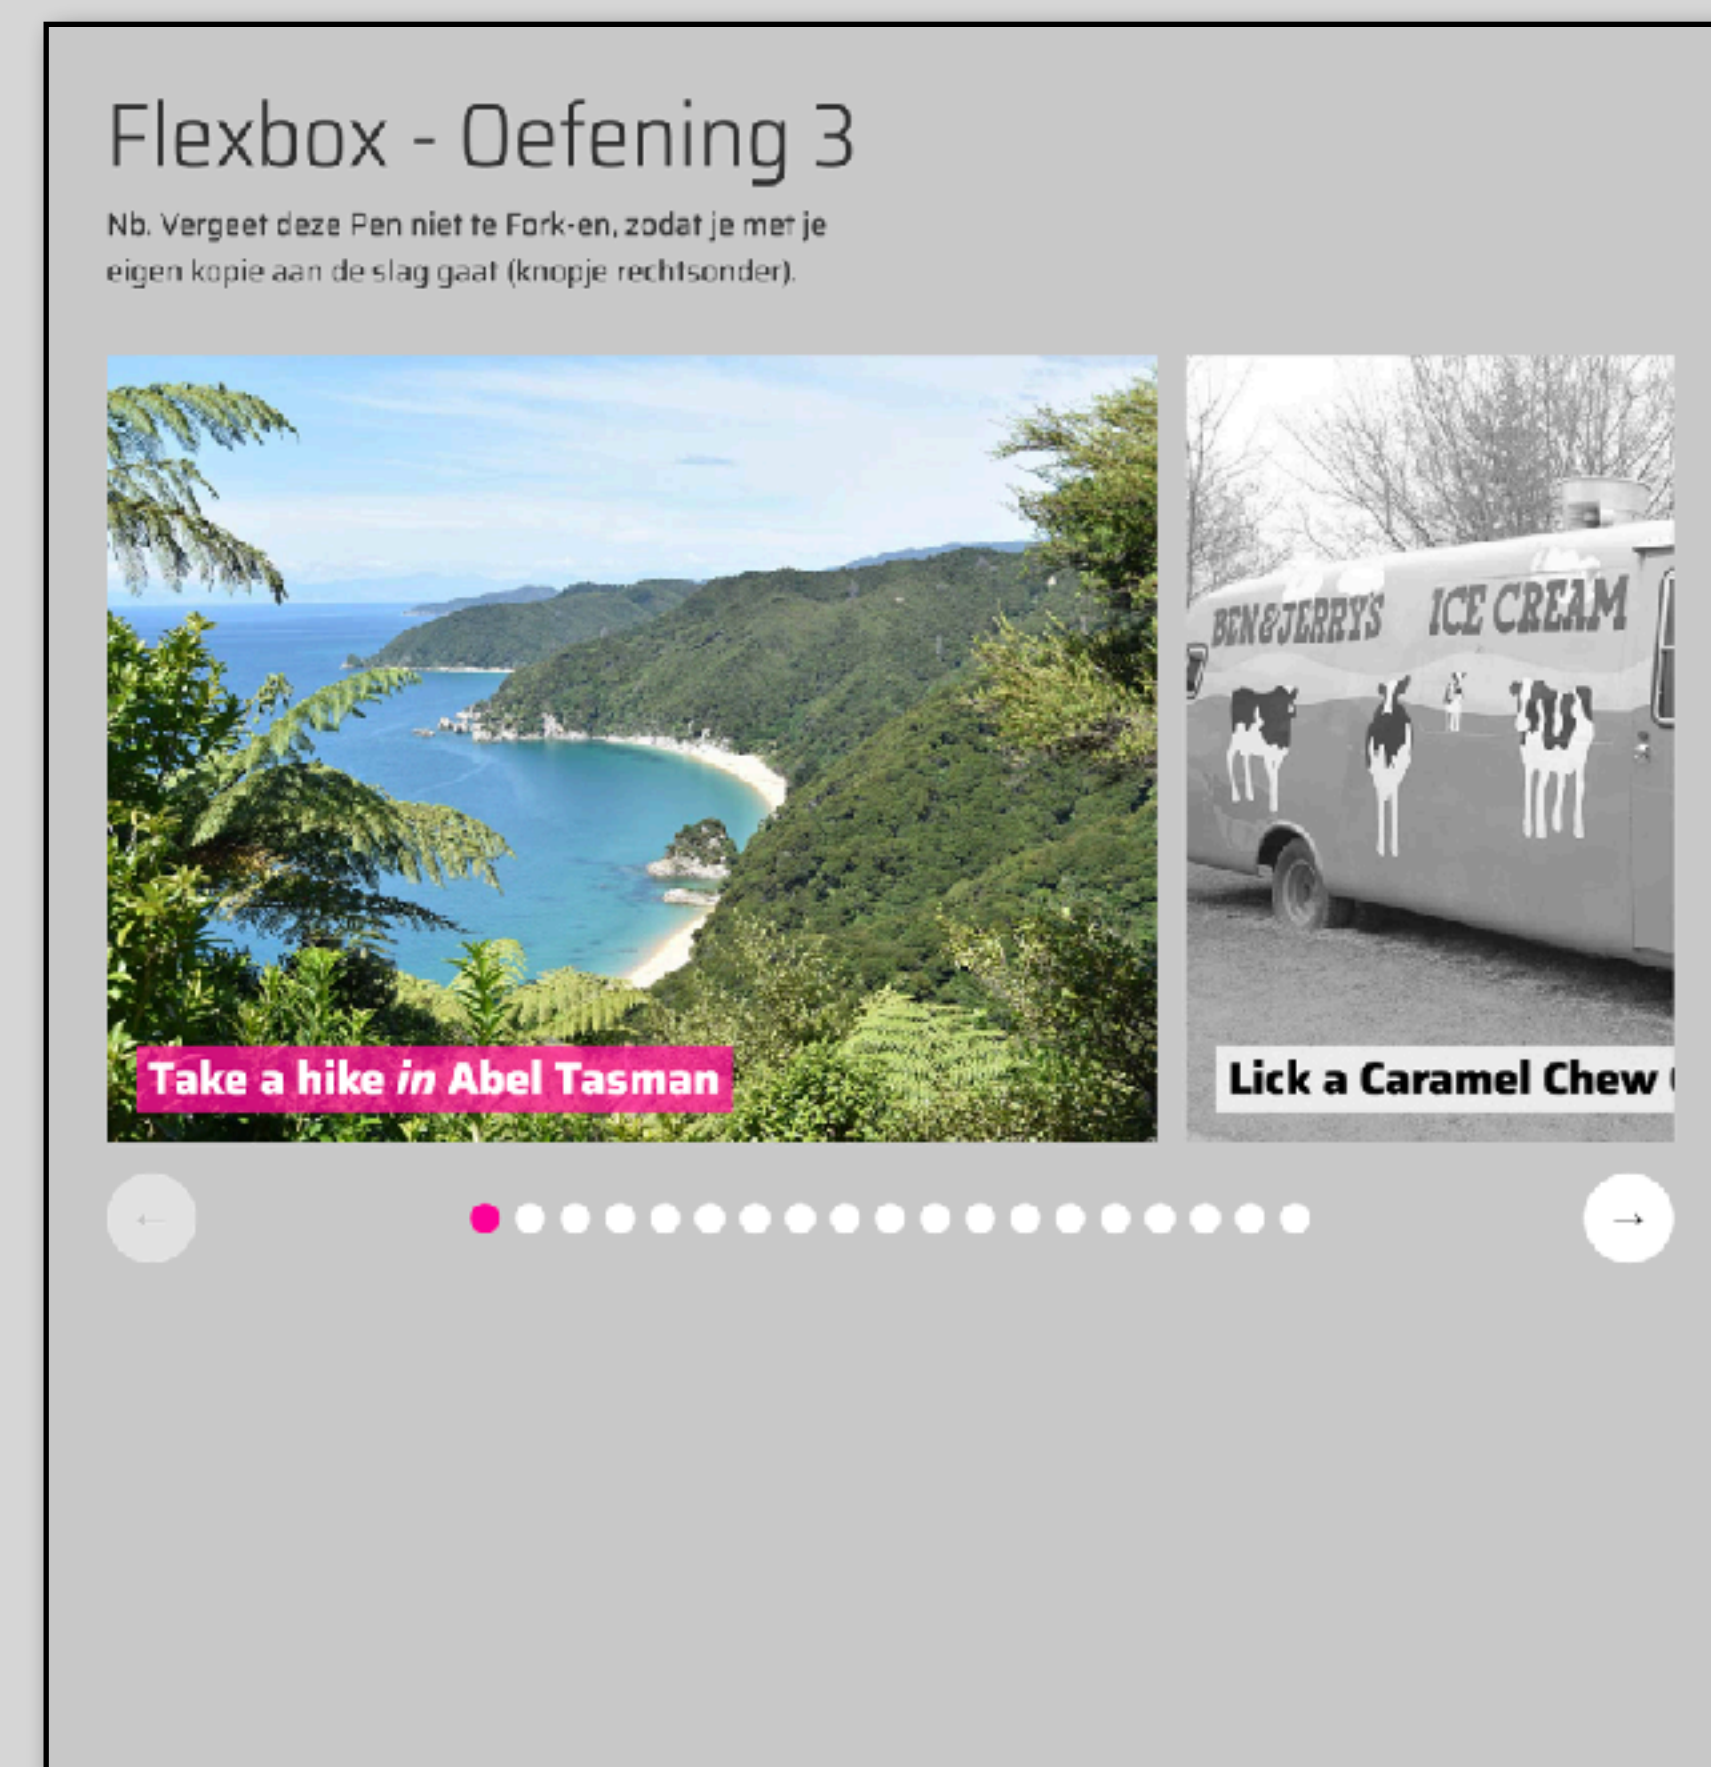 Flexbox - Oefening 3
Nb. Vergeet deze Pen niet te Fork-en, zodat je met je
eigen kopie aan de slag gaat (knopje rechtsonder).
BEN&JERRY'S ICE CREAM
Take a hike in Abel Tasman
Lick a Caramel Chew
← →